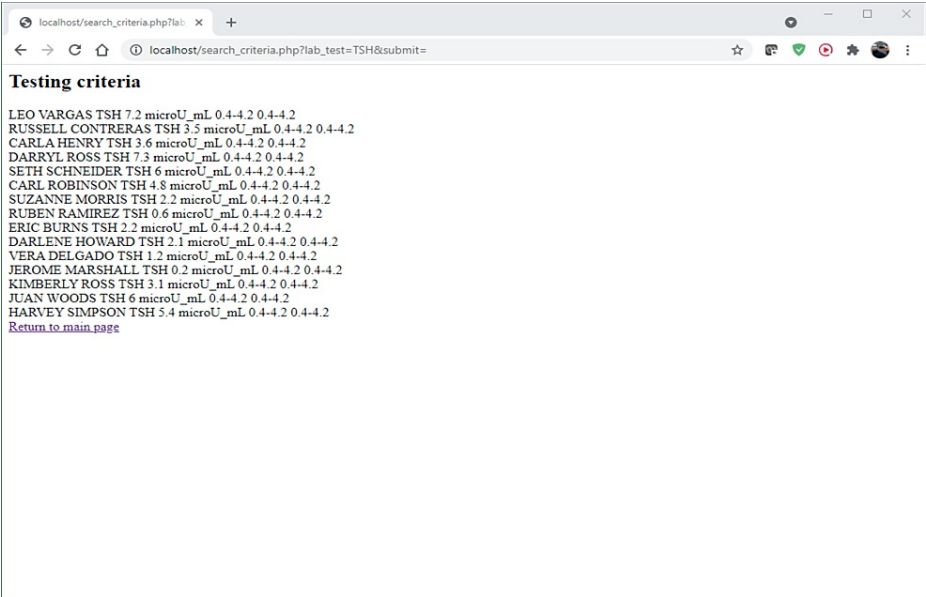 localhost/search_criteria.php?lab_
localhost/search_criteria.php?lab_test=TSH&submit=
Testing criteria
LEO VARGAS TSH 7.2 microU_mL 0.4-4.2 0.4-4.2
RUSSELL CONTRERAS TSH 3.5 microU_mL 0.4-4.2 0.4-4.2
CARLA HENRY TSH 3.6 microU_mL 0.4-4.2 0.4-4.2
DARRYL ROSS TSH 7.3 microU_mL 0.4-4.2 0.4-4.2
SETH SCHNEIDER TSH 6 microU_mL 0.4-4.2 0.4-4.2
CARL ROBINSON TSH 4.8 microU_mL 0.4-4.2 0.4-4.2
SUZANNE MORRIS TSH 2.2 microU_mL 0.4-4.2 0.4-4.2
RUBEN RAMIREZ TSH 0.6 microU_mL 0.4-4.2 0.4-4.2
ERIC BURNS TSH 2.2 microU_mL 0.4-4.2 0.4-4.2
DARLENE HOWARD TSH 2.1 microU_mL 0.4-4.2 0.4-4.2
VERA DELGADO TSH 1.2 microU_mL 0.4-4.2 0.4-4.2
JEROME MARSHALL TSH 0.2 microU_mL 0.4-4.2 0.4-4.2
KIMBERLY ROSS TSH 3.1 microU_mL 0.4-4.2 0.4-4.2
JUAN WOODS TSH 6 microU_mL 0.4-4.2 0.4-4.2
HARVEY SIMPSON TSH 5.4 microU_mL 0.4-4.2 0.4-4.2
Return to main page